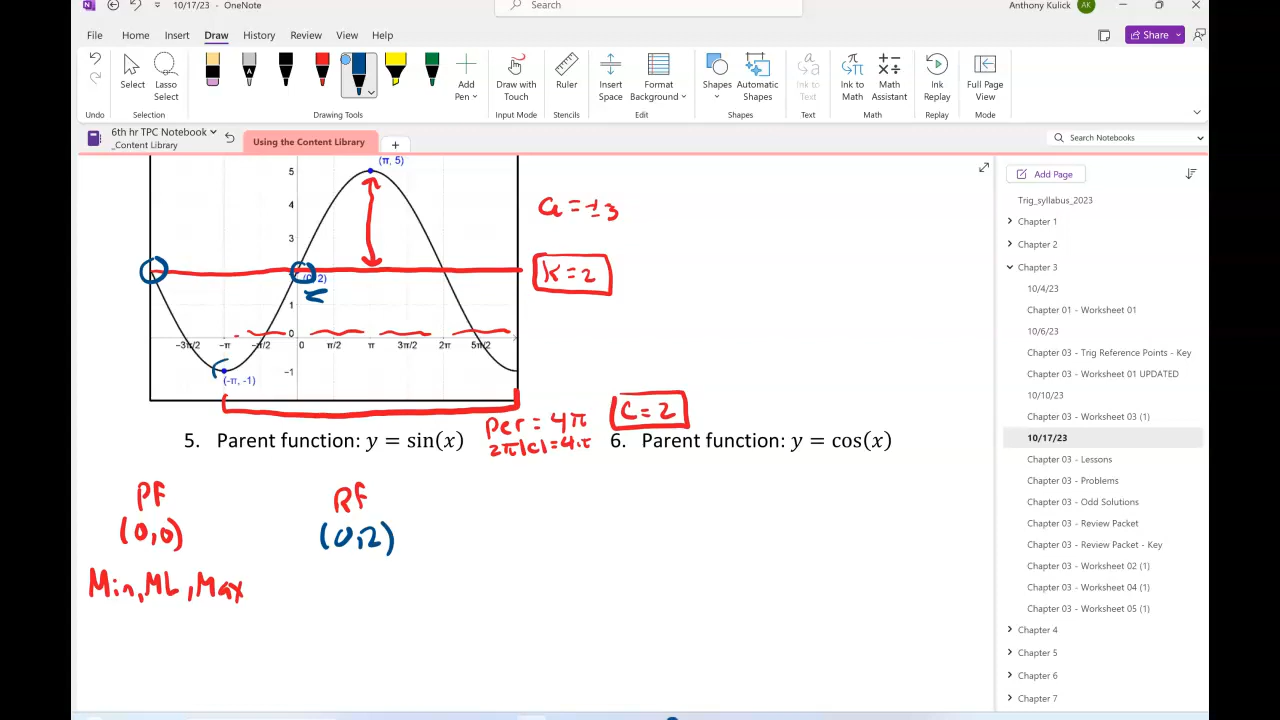 10/17/23 - OneNote
Search
Anthony Kulick
AK
File Home Insert Draw History Review View Help
Share
Undo
Select
Lasso Select
Add Pen
Draw with Touch
Ruler
Insert Space
Format Background
Shapes
Automatic Shapes
Ink to Text
Ink to Math
Math Assistant
Ink Replay
Full Page View
Undo Selection Drawing Tools Input Mode Stencils Edit Shapes Text Math Replay Mode
6th hr TPC Notebook
_Content Library
Using the Content Library
+
Search Notebooks
Add Page
Trig_syllabus_2023
Chapter 1
Chapter 2
Chapter 3
10/4/23
Chapter 01 - Worksheet 01
10/6/23
Chapter 03 - Trig Reference Points - Key
Chapter 03 - Worksheet 01 UPDATED
10/10/23
Chapter 03 - Worksheet 03 (1)
10/17/23
Chapter 03 - Lessons
Chapter 03 - Problems
Chapter 03 - Odd Solutions
Chapter 03 - Review Packet
Chapter 03 - Review Packet - Key
Chapter 03 - Worksheet 02 (1)
Chapter 03 - Worksheet 04 (1)
Chapter 03 - Worksheet 05 (1)
Chapter 4
Chapter 5
Chapter 6
Chapter 7
(π, 5)
5
4
3
1
0
−1
(0, 2)
−3π/2 −π −π/2 0 π/2 π 3π/2 2π 5π/2
(-π, -1)
a = ±3
K = 2
C = 2
Per = 4π
2π|c| = 4π
5. Parent function: y = sin(x)
6. Parent function: y = cos(x)
PF RF
(0,0) (0,2)
Min, ML, Max